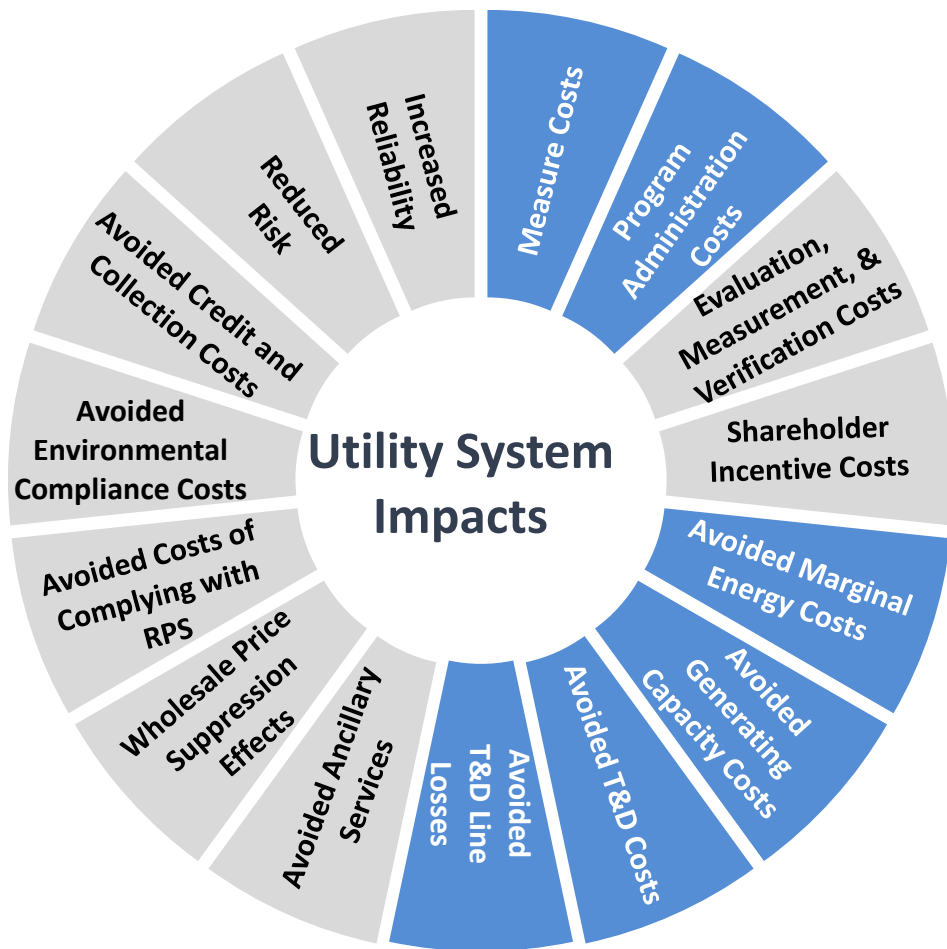 Utility System
Impacts
Measure Costs
Program
Administration
Costs
Evaluation,
Measurement, &
Verification Costs
Shareholder
Incentive Costs
Avoided Marginal
Energy Costs
Avoided
Generating
Capacity Costs
Avoided T&D Costs
Avoided
T&D Line
Losses
Avoided Ancillary
Services
Wholesale Price
Suppression
Effects
Avoided Costs of
Complying with
RPS
Avoided
Environmental
Compliance Costs
Avoided Credit and
Collection Costs
Reduced
Risk
Increased
Reliability